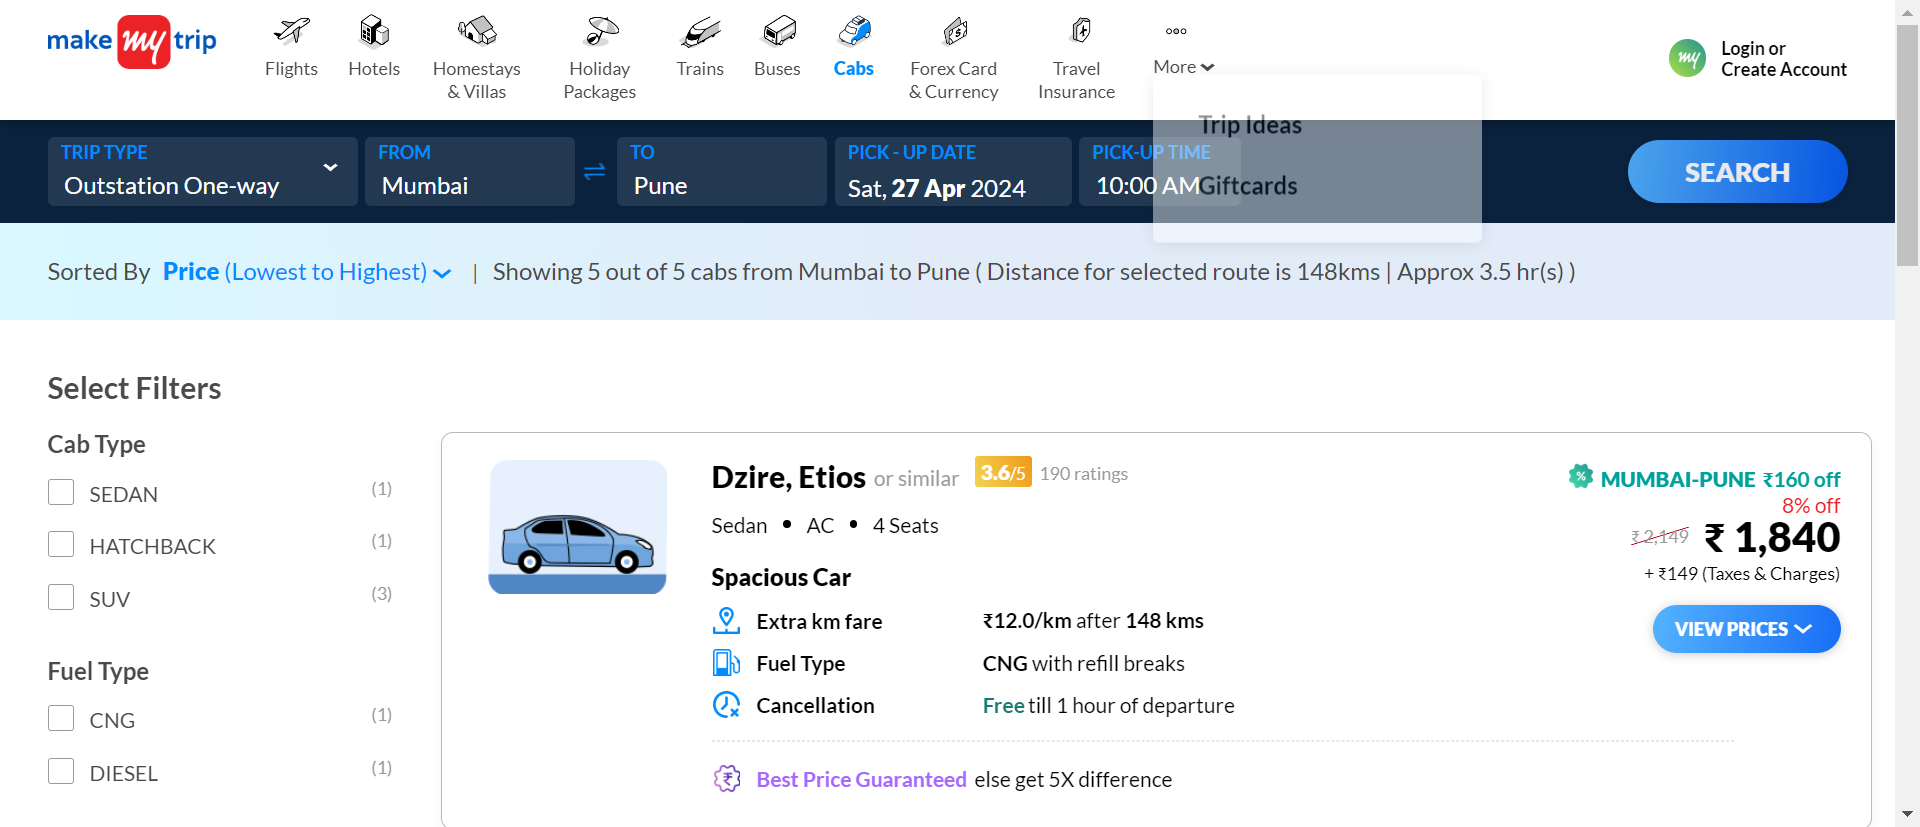 make my trip
Flights
Hotels
Homestays
& Villas
Holiday
Packages
Trains
Buses
Cabs
Forex Card
& Currency
Travel
Insurance
More
my
Login or
Create Account
Trip Ideas
Giftcards
TRIP TYPE
Outstation One-way
FROM
Mumbai
TO
Pune
PICK - UP DATE
Sat, 27 Apr 2024
PICK-UP TIME
10:00 AM
SEARCH
Sorted By Price (Lowest to Highest) | Showing 5 out of 5 cabs from Mumbai to Pune ( Distance for selected route is 148kms | Approx 3.5 hr(s) )
Select Filters
Cab Type
SEDAN (1)
HATCHBACK (1)
SUV (3)
Fuel Type
CNG (1)
DIESEL (1)
Dzire, Etios or similar 3.6/5 190 ratings
Sedan • AC • 4 Seats
Spacious Car
Extra km fare ₹12.0/km after 148 kms
Fuel Type CNG with refill breaks
Cancellation Free till 1 hour of departure
₹ Best Price Guaranteed else get 5X difference
% MUMBAI-PUNE ₹160 off
8% off
₹ 2,149 ₹ 1,840
+ ₹149 (Taxes & Charges)
VIEW PRICES